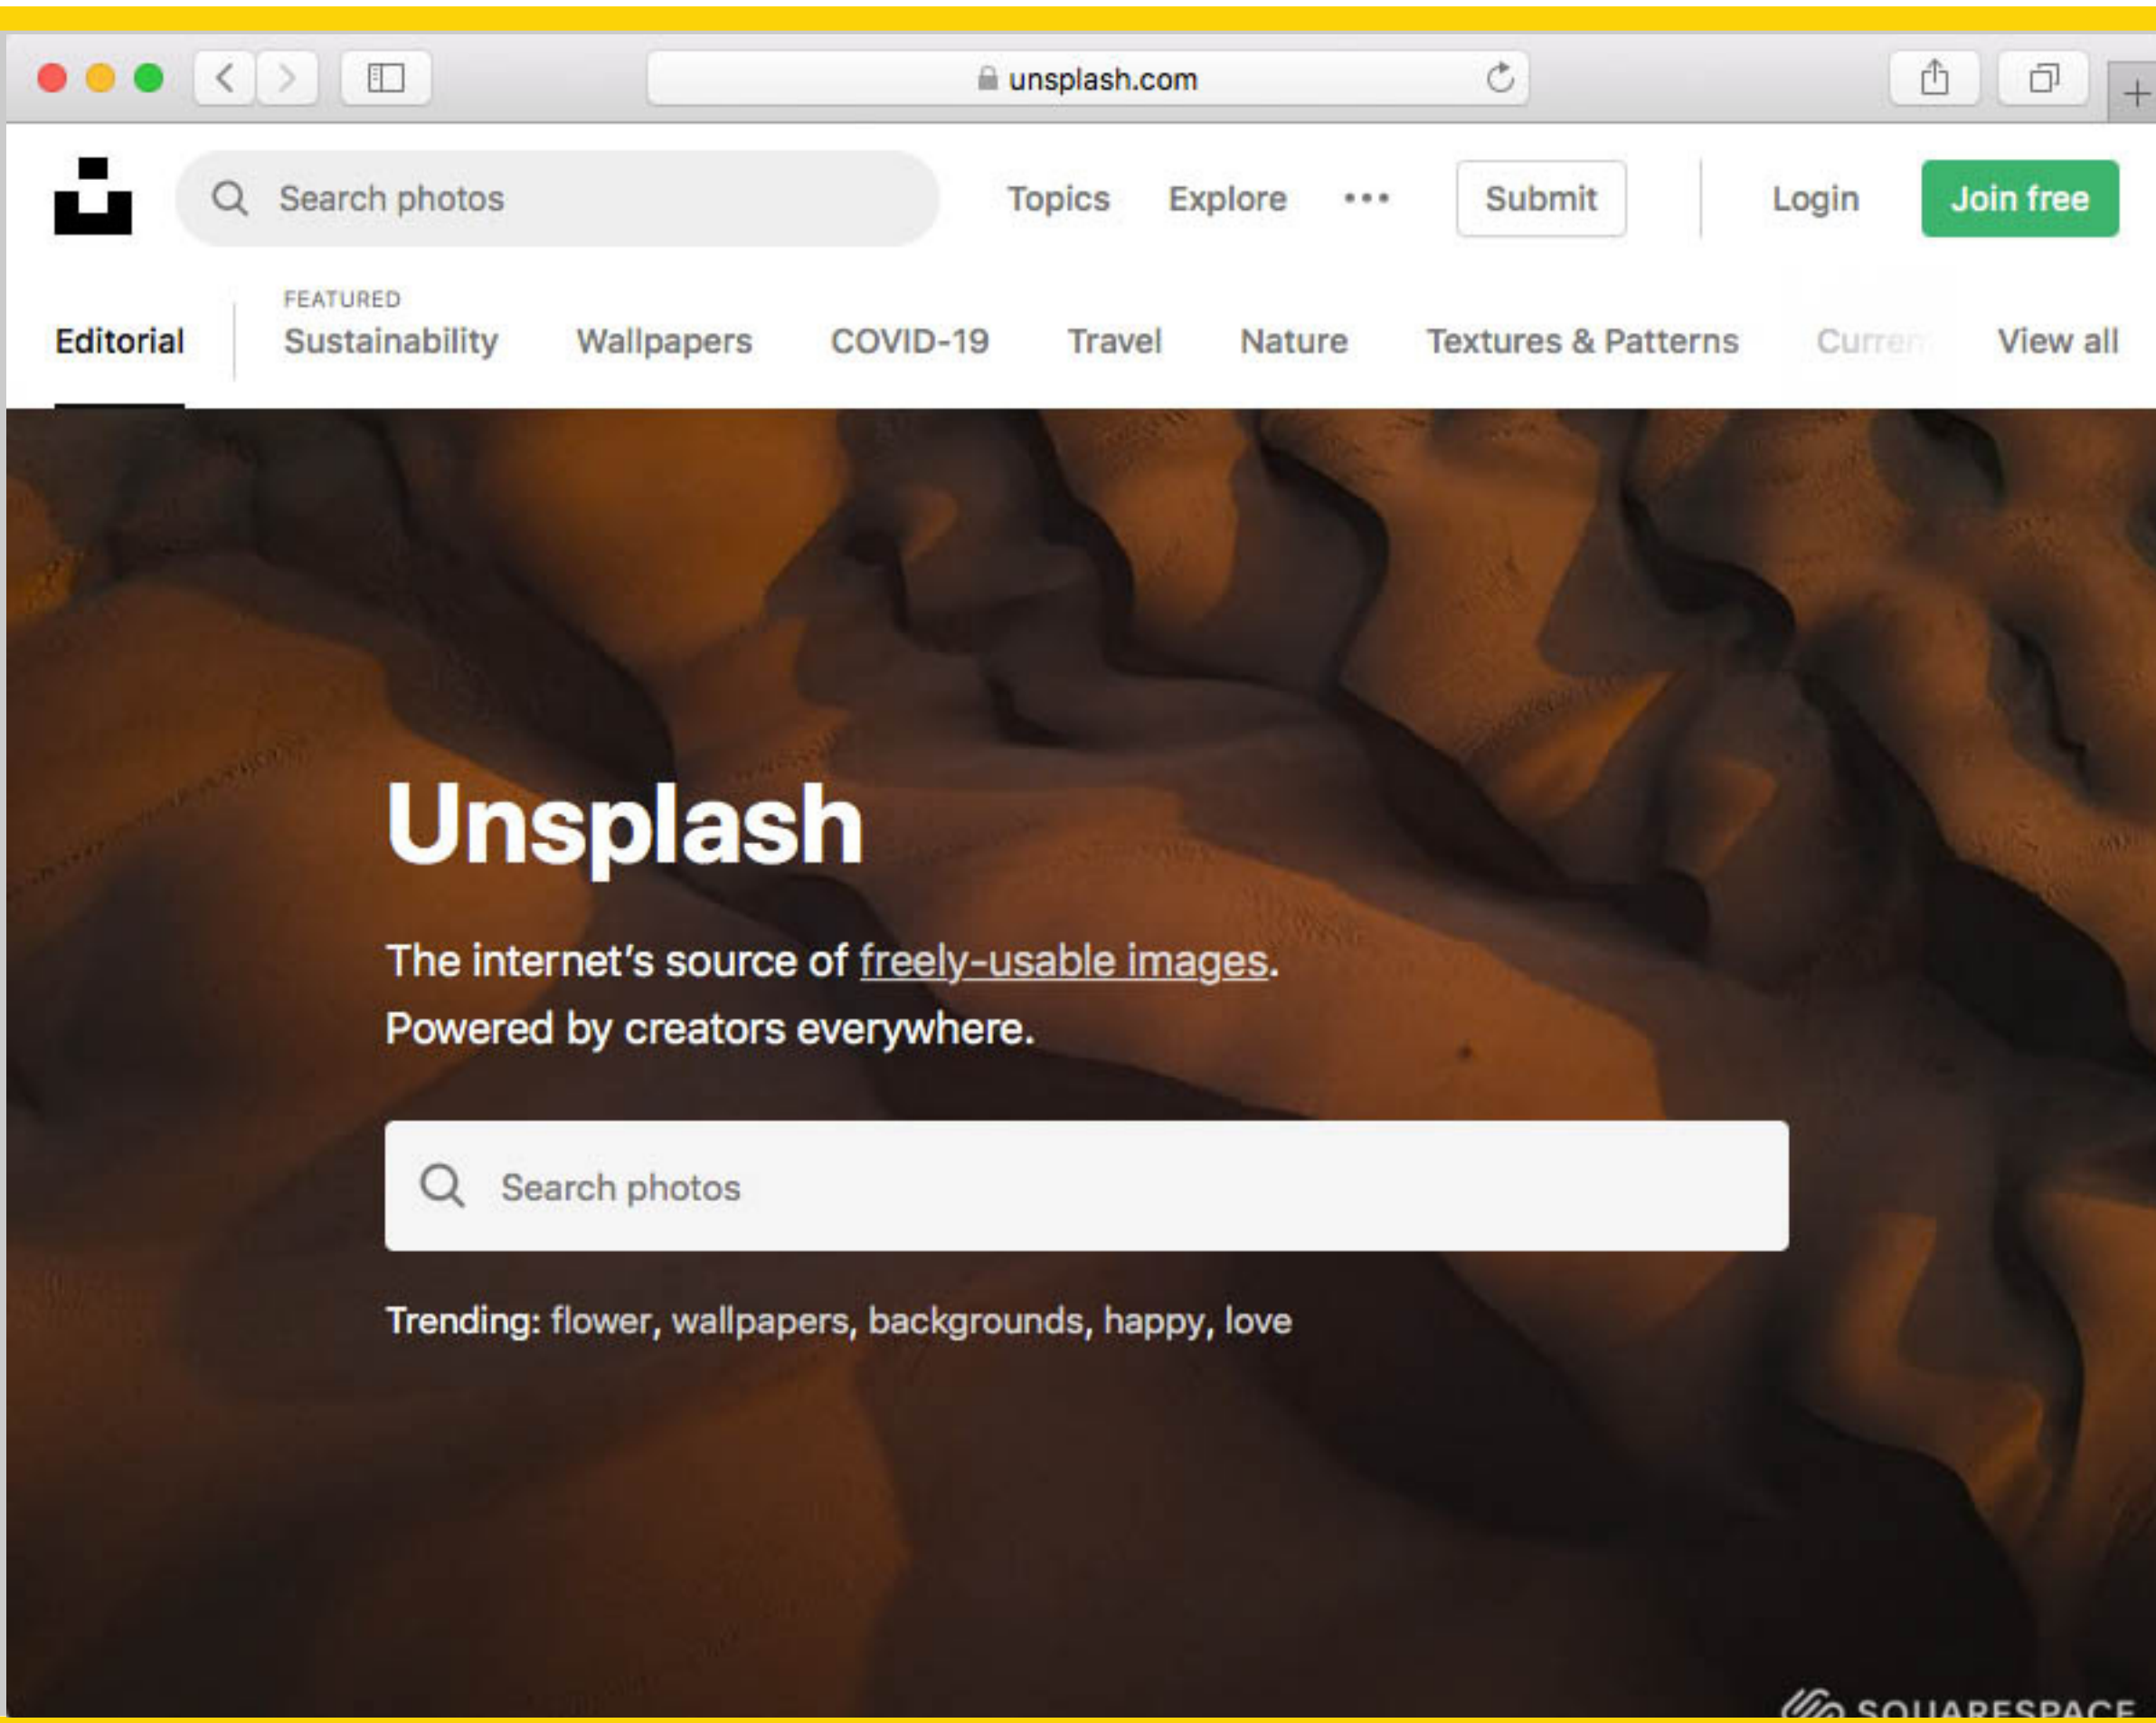 unsplash.com
Search photos
Topics Explore ••• Submit Login Join free
FEATURED
Editorial Sustainability Wallpapers COVID-19 Travel Nature Textures & Patterns Curren View all
Unsplash
The internet's source of freely-usable images.
Powered by creators everywhere.
Search photos
Trending: flower, wallpapers, backgrounds, happy, love
SQUARESPACE